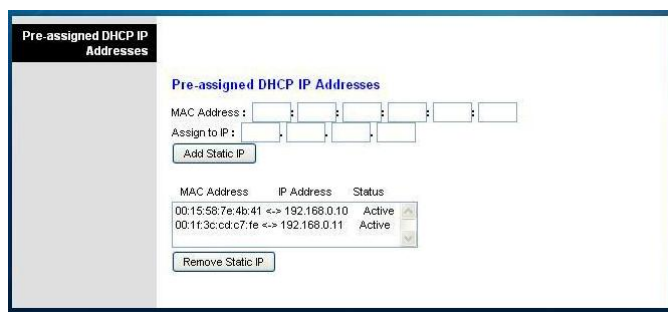 Pre-assigned DHCP IP
Addresses
Pre-assigned DHCP IP Addresses
MAC Address : : : : : :
Assign to IP : . . .
Add Static IP
MAC Address IP Address Status
00:15:58:7e:4b:41 <-> 192.168.0.10 Active
00:1f:3c:cd:c7:fe <-> 192.168.0.11 Active
Remove Static IP